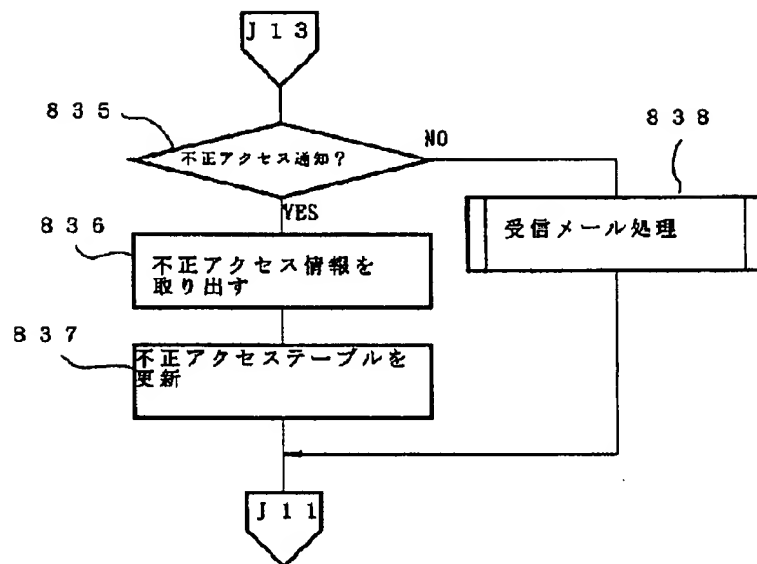 J13
835
不正アクセス通知?
NO
838
YES
受信メール処理
836
不正アクセス情報を
取り出す
837
不正アクセステーブルを
更新
J11